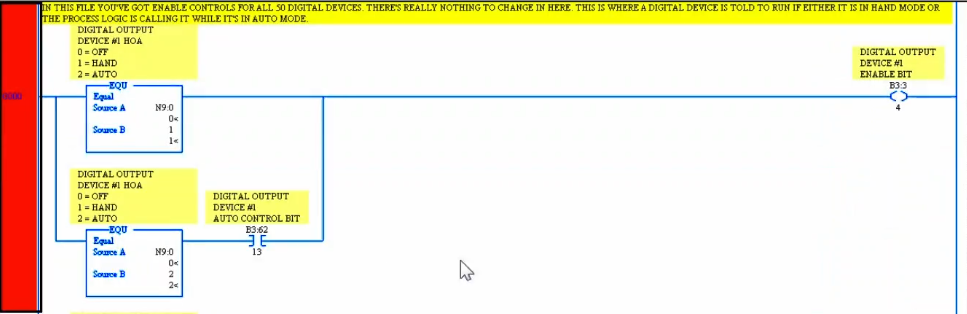 IN THIS FILE YOU'VE GOT ENABLE CONTROLS FOR ALL 50 DIGITAL DEVICES. THERE'S REALLY NOTHING TO CHANGE IN HERE. THIS IS WHERE A DIGITAL DEVICE IS TOLD TO RUN IF EITHER IT IS IN HAND MODE OR
THE PROCESS LOGIC IS CALLING IT WHILE IT'S IN AUTO MODE.
DIGITAL OUTPUT
DEVICE #1 HOA
0 = OFF
1 = HAND
2 = AUTO
EQU
Equal
Source A N9:0
0<
Source B 1
1<
DIGITAL OUTPUT
DEVICE #1
ENABLE BIT
B3:3
4
0000
DIGITAL OUTPUT
DEVICE #1 HOA
0 = OFF
1 = HAND
2 = AUTO
EQU
Equal
Source A N9:0
0<
Source B 2
2<
DIGITAL OUTPUT
DEVICE #1
AUTO CONTROL BIT
B3:62
13